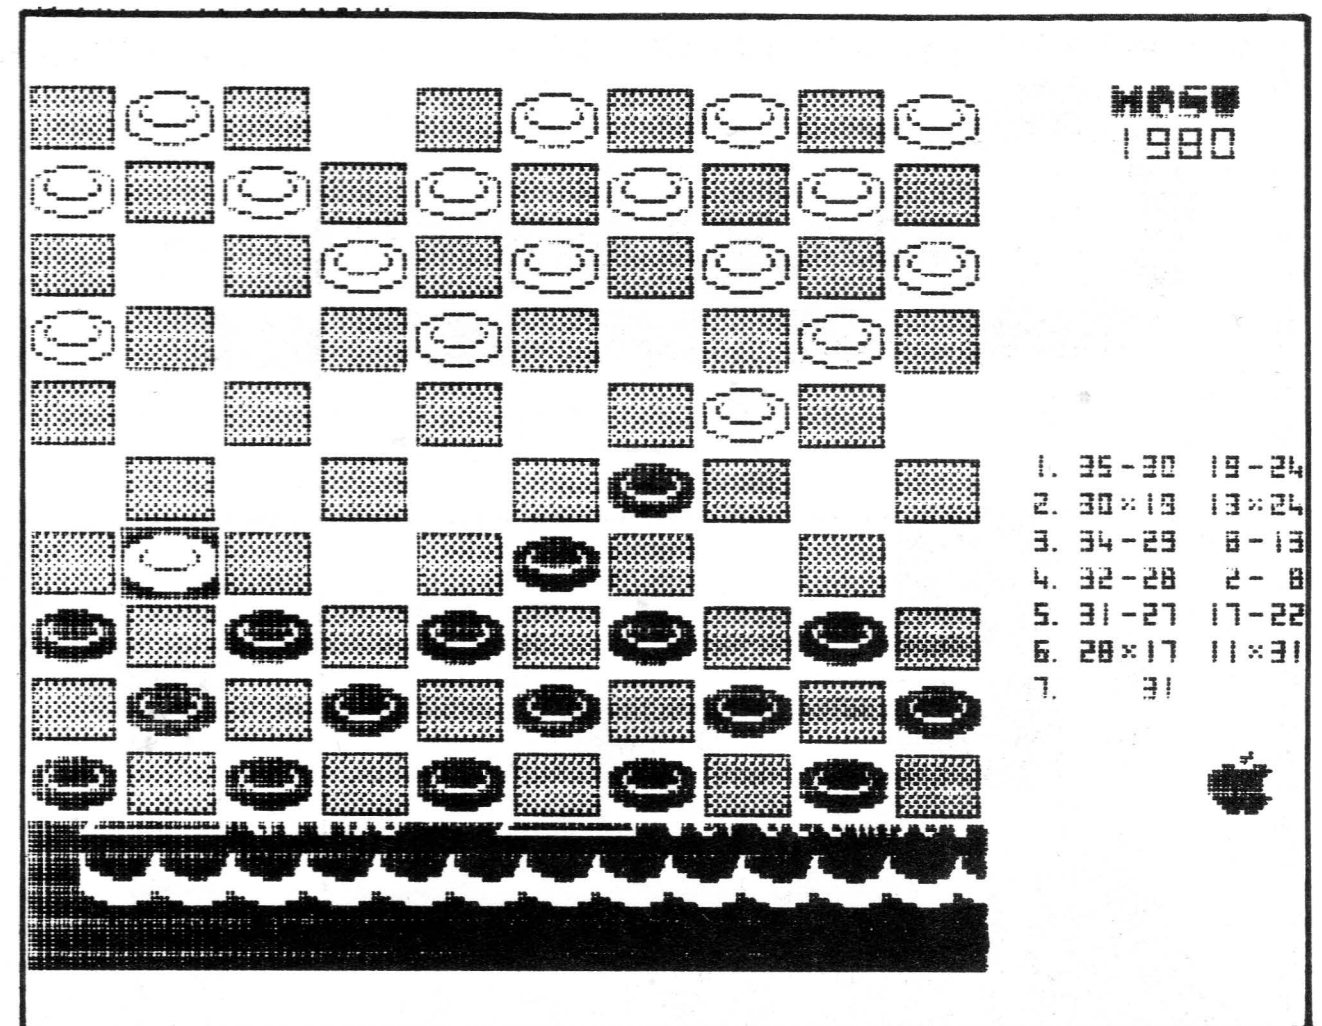 WASU
1980
1. 35-30 19-24
2. 30×19 13×24
3. 34-29 8-13
4. 32-28 2- 8
5. 31-27 17-22
6. 28×17 11×31
7. 31